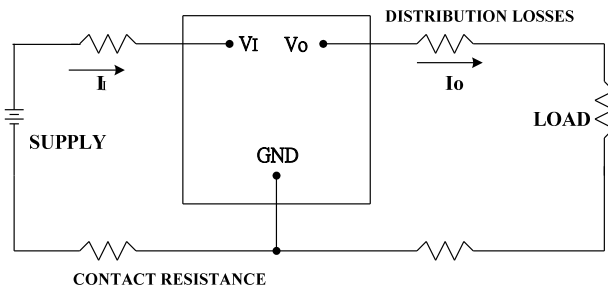 DISTRIBUTION LOSSES
VI
VO
II
IO
SUPPLY
LOAD
GND
CONTACT RESISTANCE